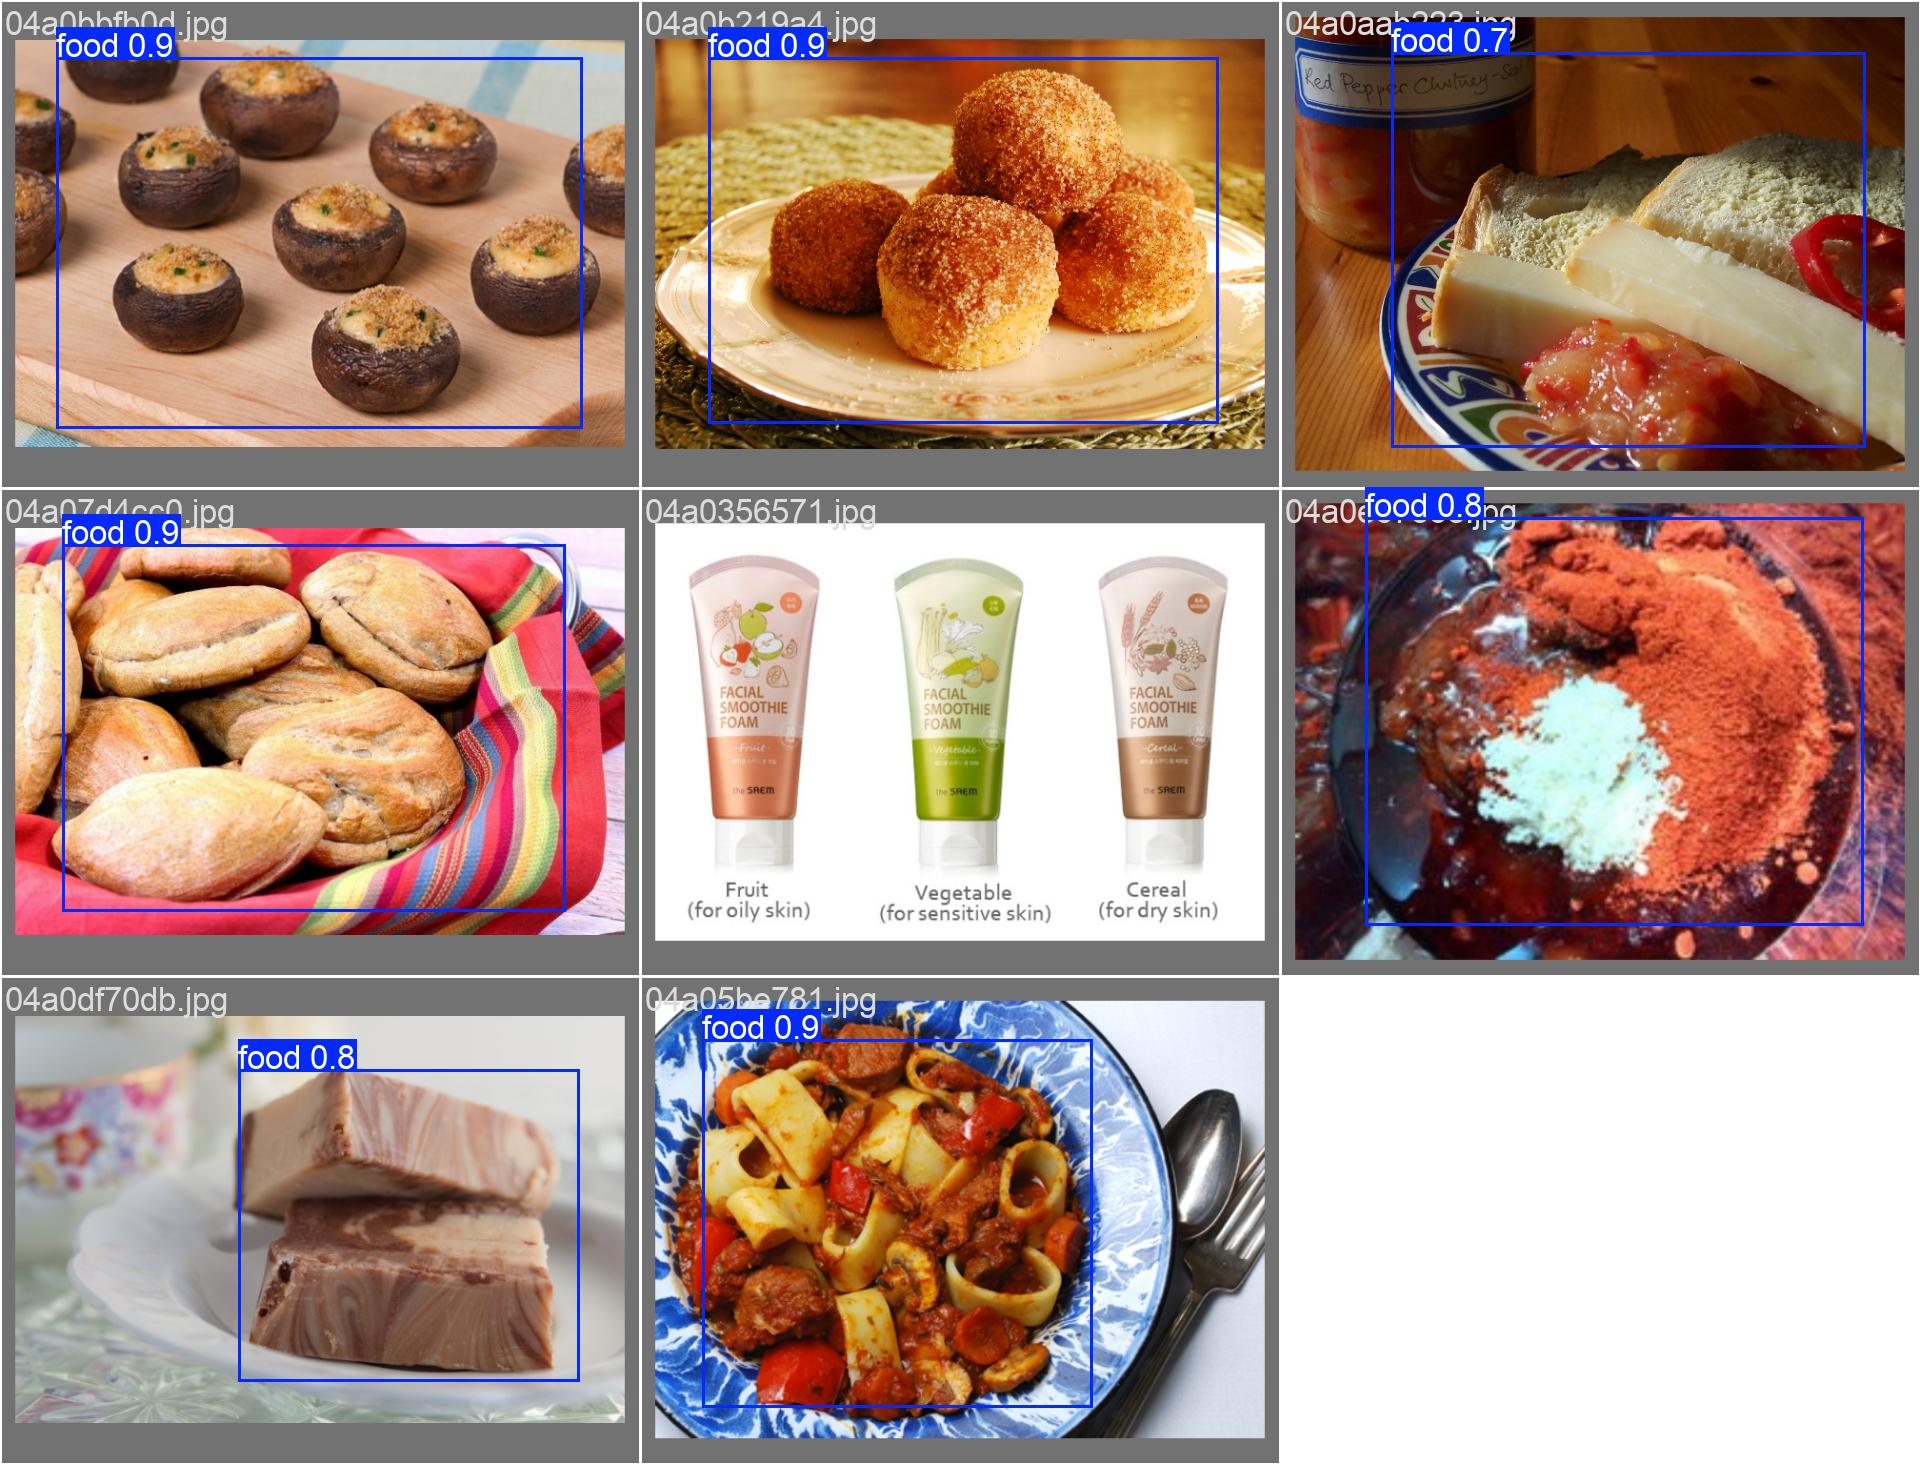 04a0bbfb0d.jpg
food 0.9
04a0b219a4.jpg
food 0.9
04a0aab223.jpg
food 0.7
Red Pepper Chutney - Sept
04a07d4cc0.jpg
food 0.9
04a0356571.jpg
FACIAL
SMOOTHIE
FOAM
-Fruit-
the SAEM
FACIAL
SMOOTHIE
FOAM
-Vegetable-
the SAEM
FACIAL
SMOOTHIE
FOAM
-Cereal-
the SAEM
Fruit
(for oily skin)
Vegetable
(for sensitive skin)
Cereal
(for dry skin)
food 0.8
04a0df70db.jpg
food 0.8
04a05be781.jpg
food 0.9